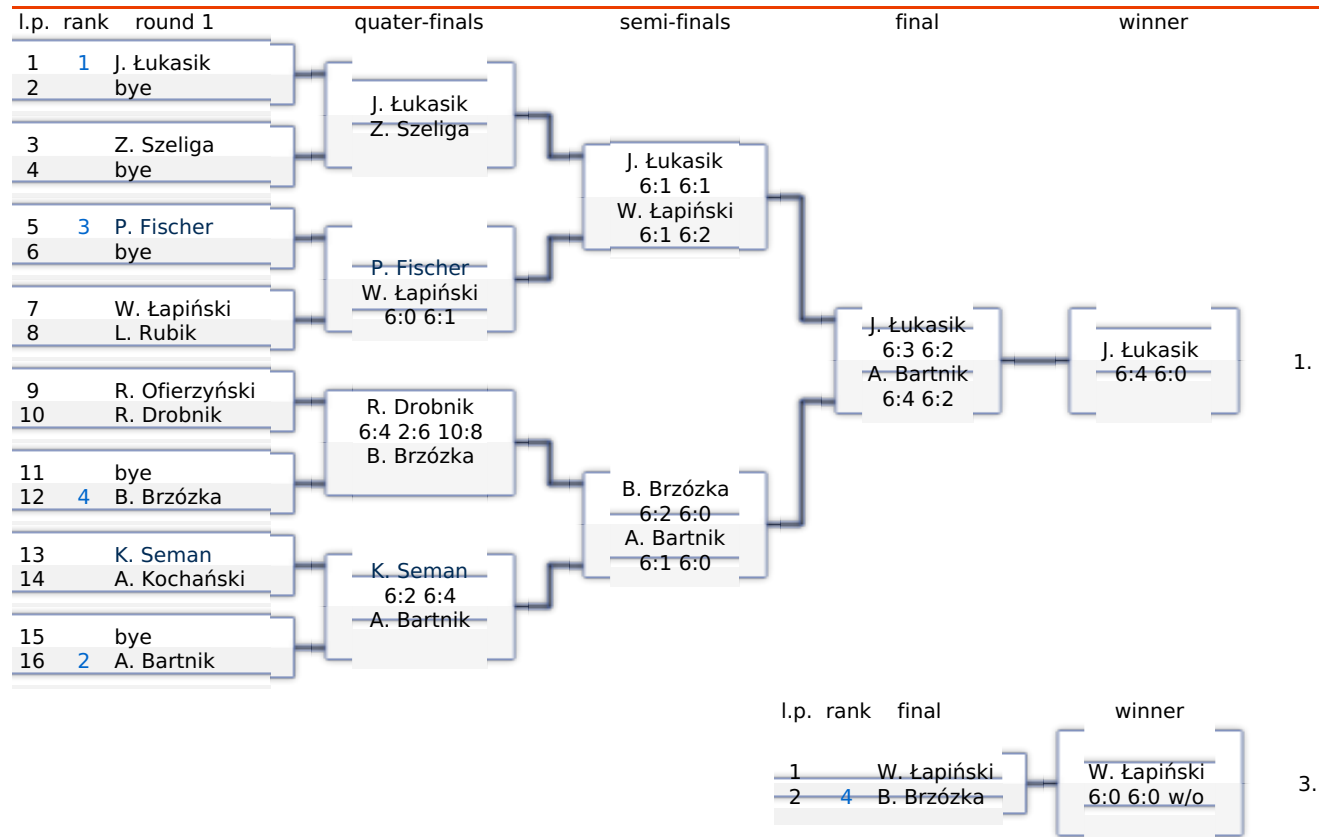 l.p. rank round 1 quater-finals semi-finals final winner
1 1 J. Łukasik
2 bye
3 Z. Szeliga
4 bye
5 3 P. Fischer
6 bye
7 W. Łapiński
8 L. Rubik
9 R. Ofierzyński
10 R. Drobnik
11 bye
12 4 B. Brzózka
13 K. Seman
14 A. Kochański
15 bye
16 2 A. Bartnik
J. Łukasik
Z. Szeliga
P. Fischer
W. Łapiński
6:0 6:1
R. Drobnik
6:4 2:6 10:8
B. Brzózka
K. Seman
6:2 6:4
A. Bartnik
J. Łukasik
6:1 6:1
W. Łapiński
6:1 6:2
B. Brzózka
6:2 6:0
A. Bartnik
6:1 6:0
J. Łukasik
6:3 6:2
A. Bartnik
6:4 6:2
J. Łukasik
6:4 6:0
1.
l.p. rank final winner
1 W. Łapiński
2 4 B. Brzózka
W. Łapiński
6:0 6:0 w/o
3.